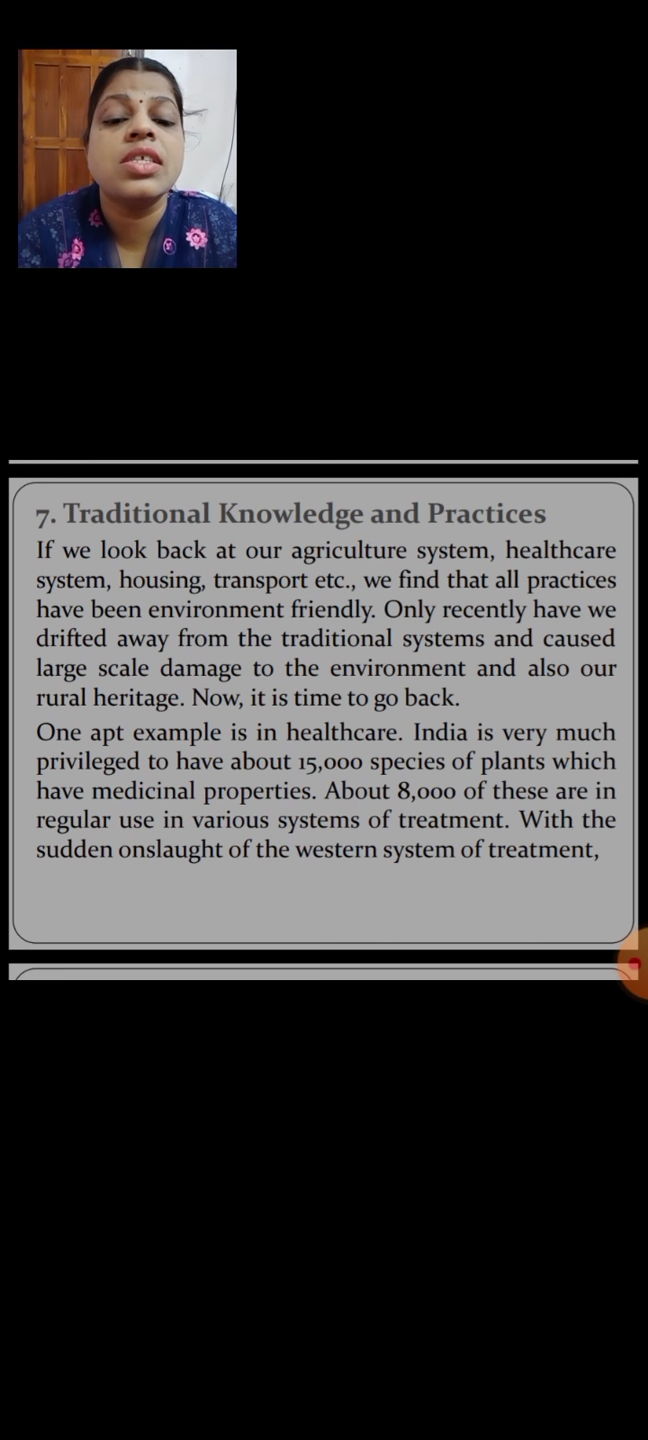 7. Traditional Knowledge and Practices
If we look back at our agriculture system, healthcare
system, housing, transport etc., we find that all practices
have been environment friendly. Only recently have we
drifted away from the traditional systems and caused
large scale damage to the environment and also our
rural heritage. Now, it is time to go back.
One apt example is in healthcare. India is very much
privileged to have about 15,000 species of plants which
have medicinal properties. About 8,000 of these are in
regular use in various systems of treatment. With the
sudden onslaught of the western system of treatment,